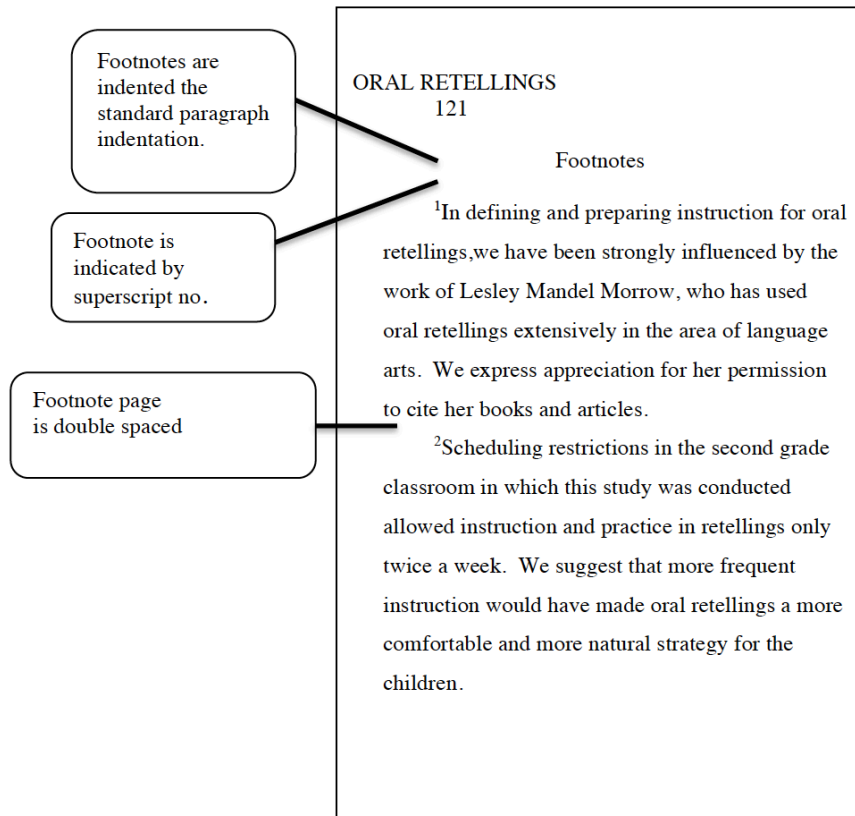 Footnotes are
indented the
standard paragraph
indentation.
Footnote is
indicated by
superscript no.
Footnote page
is double spaced
ORAL RETELLINGS
121
Footnotes
¹In defining and preparing instruction for oral
retellings,we have been strongly influenced by the
work of Lesley Mandel Morrow, who has used
oral retellings extensively in the area of language
arts.  We express appreciation for her permission
to cite her books and articles.
²Scheduling restrictions in the second grade
classroom in which this study was conducted
allowed instruction and practice in retellings only
twice a week.  We suggest that more frequent
instruction would have made oral retellings a more
comfortable and more natural strategy for the
children.